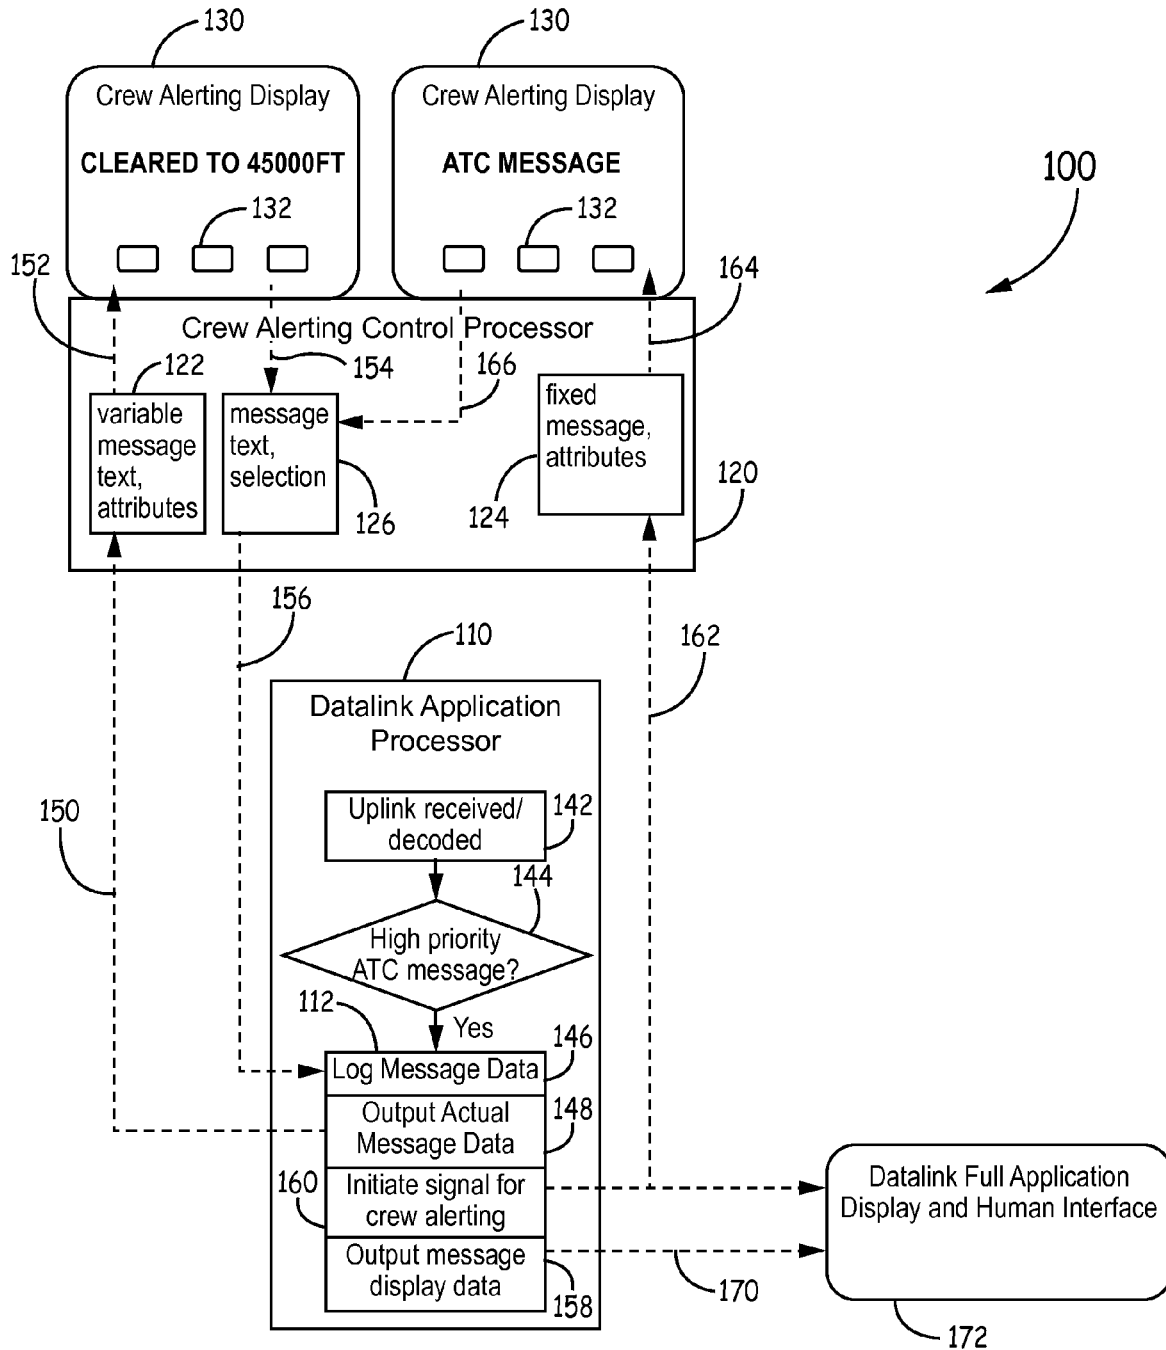 130
130
Crew Alerting Display
Crew Alerting Display
CLEARED TO 45000FT
ATC MESSAGE
100
132
132
152
164
Crew Alerting Control Processor
122
154
166
variable
message
text,
attributes
message
text,
selection
fixed
message,
attributes
124
126
120
156
110
162
Datalink Application
Processor
150
Uplink received/
decoded
142
144
High priority
ATC message?
112
Yes
146
Log Message Data
Output Actual
Message Data
148
160
Initiate signal for
crew alerting
Datalink Full Application
Display and Human Interface
Output message
display data
158
170
172